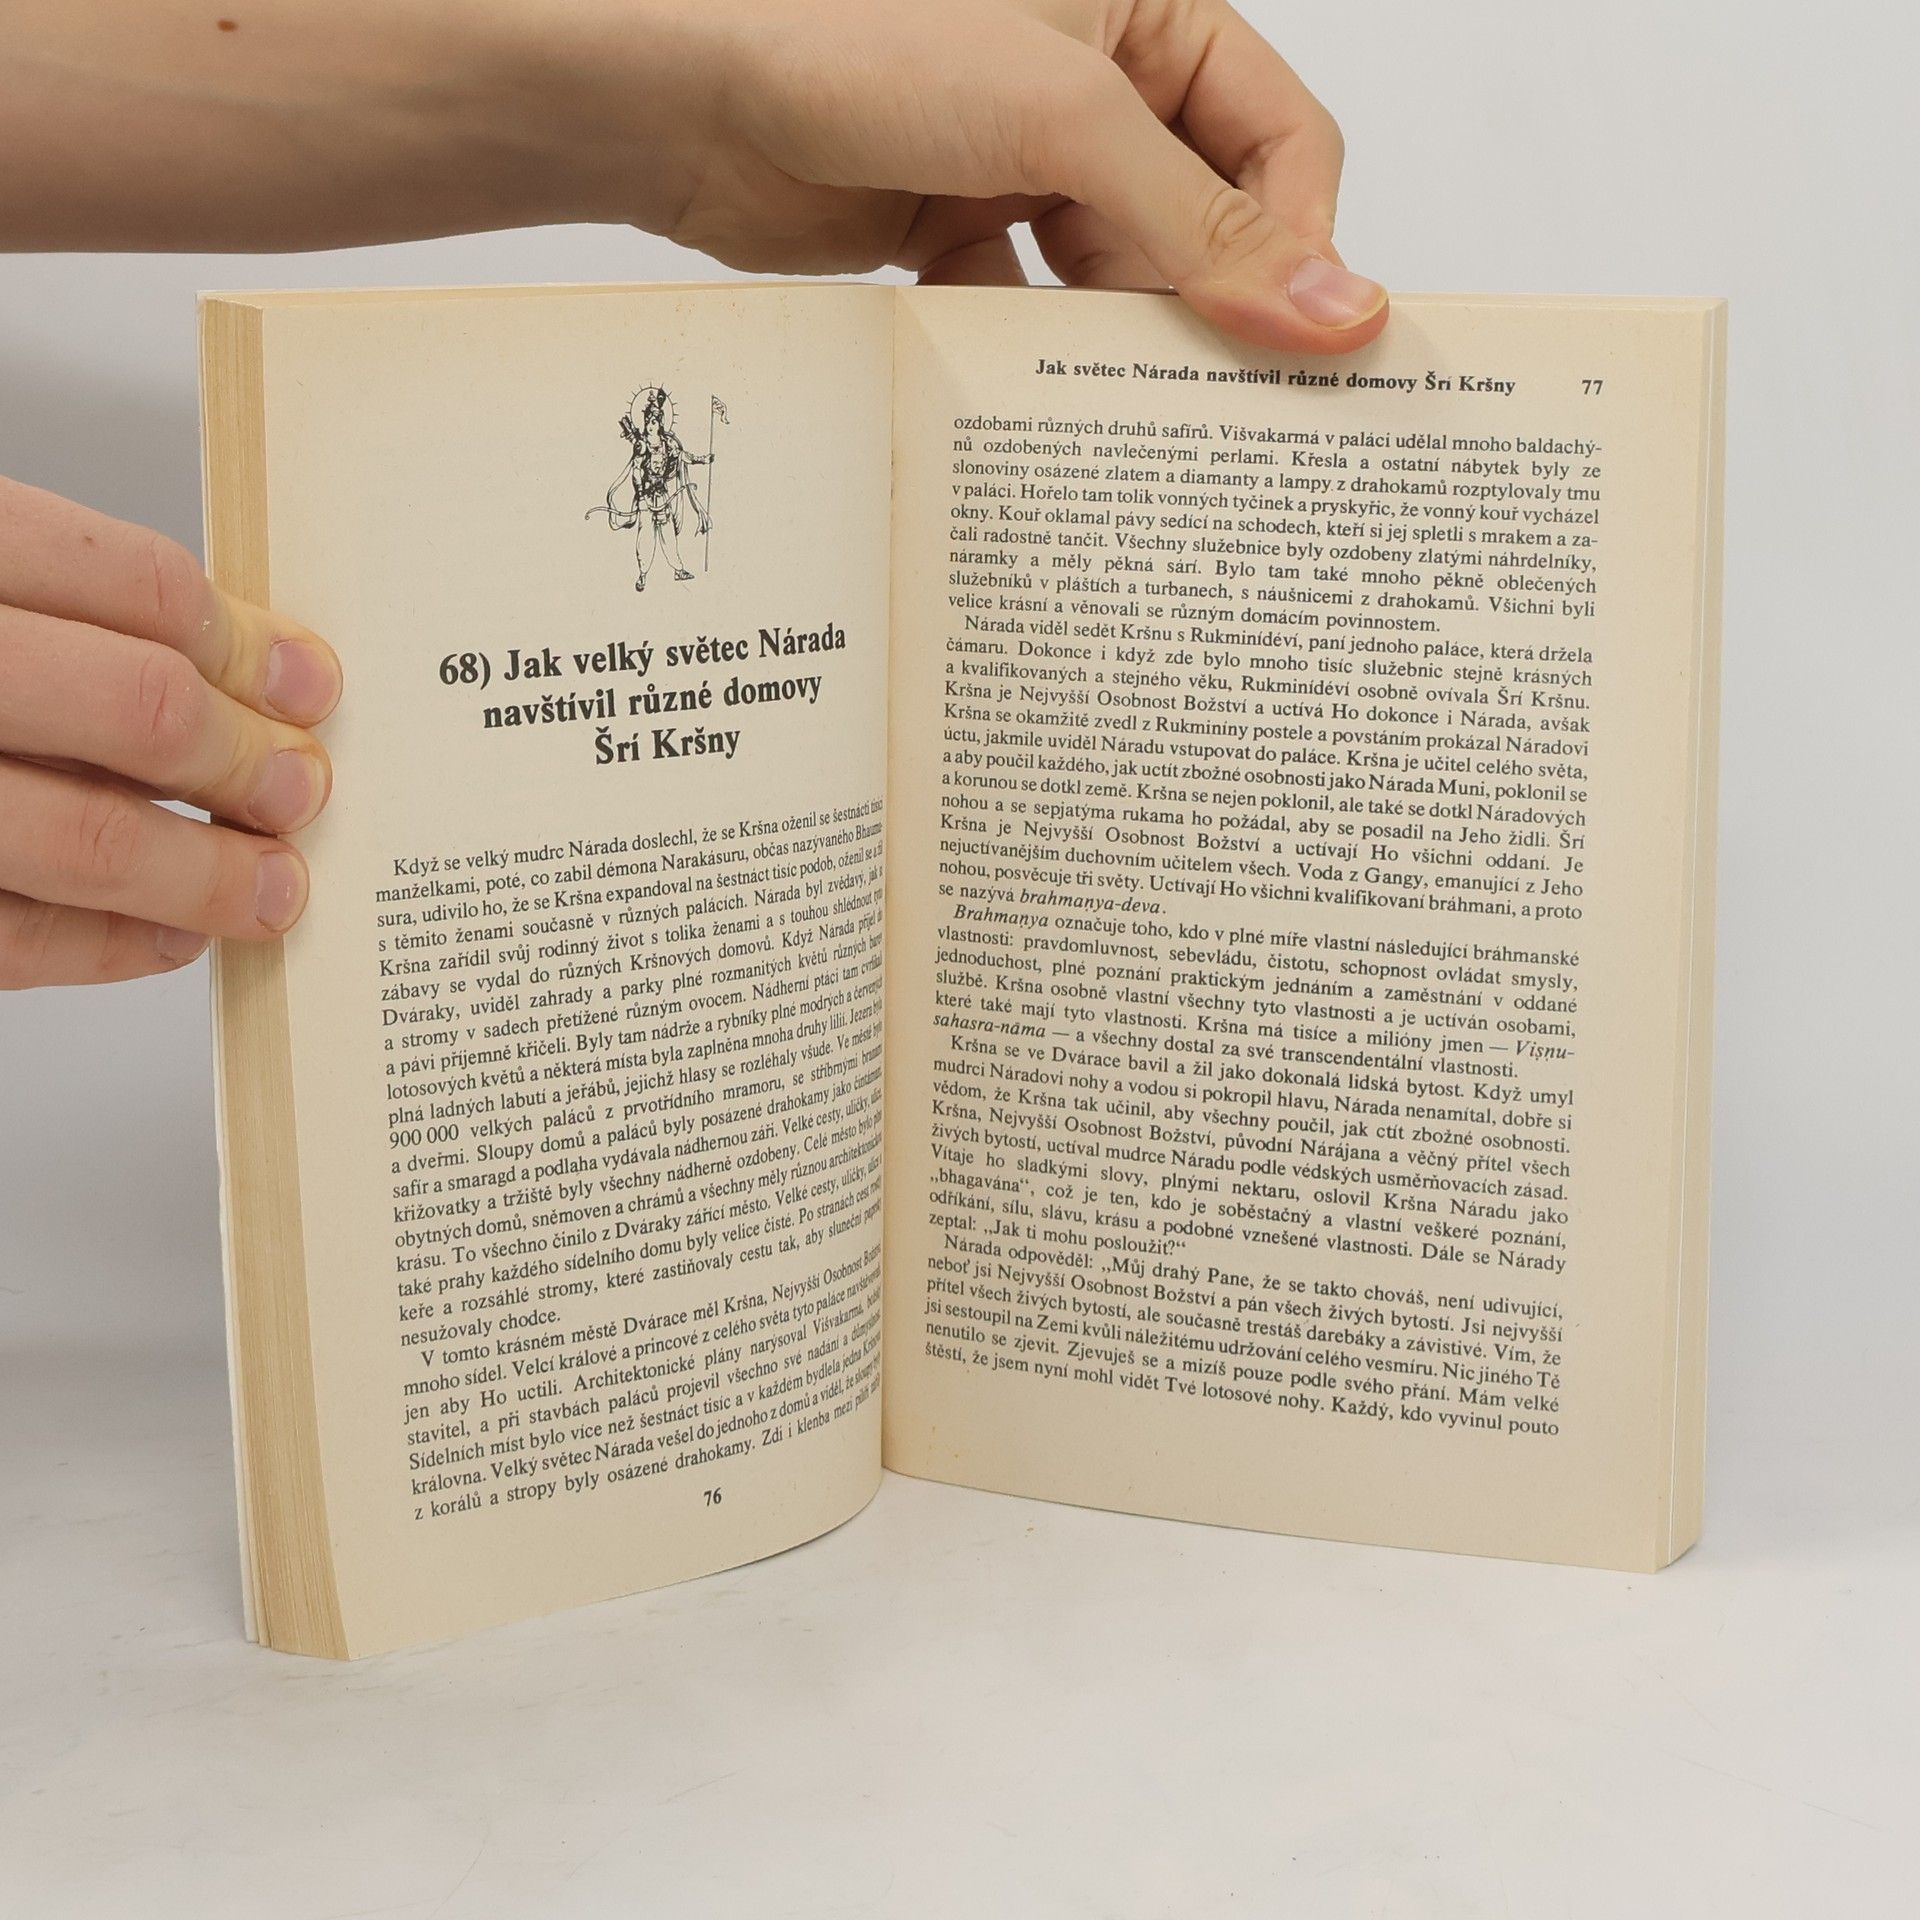 68) Jak velký světec Nárada
navštívil různé domovy
Šrí Kršny
Když se velký mudrc Nárada doslechl, že se Kršna oženil se šestnácti tisíci
manželkami, poté, co zabil démona Narakásuru, občas nazývaného Bhaumá-
sura, udivilo ho, že se Kršna expandoval na šestnáct tisíc podob, oženil se a žil
s těmito ženami současně v různých palácích. Nárada byl zvědavý, jak si
Kršna zařídil svůj rodinný život s tolika ženami a s touhou shlédnout tyto
zábavy se vydal do různých Kršnových domovů. Když Nárada přijel do
Dváraky, uviděl zahrady a parky plné rozmanitých květů různých barev
a stromy v sadech přetížené různým ovocem. Nádherní ptáci tam cvrlikali
a pávi příjemně křičeli. Byly tam nádrže a rybníky plné modrých a červených
lotosových květů a některá místa byla zaplněna mnoha druhy lilií. Jezera byla
plná ladných labutí a jeřábů, jejichž hlasy se rozléhaly všude. Ve městě bylo
900 000 velkých paláců z prvotřídního mramoru, se stříbrnými branami
a dveřmi. Sloupy domů a paláců byly posázené drahokamy jako čintámani,
safír a smaragd a podlaha vydávala nádhernou záři. Velké cesty, uličky, ulice,
křižovatky a tržiště byly všechny nádherně ozdobeny. Celé město bylo plné
obytných domů, sněmoven a chrámů a všechny měly různou architektonickou
krásu. To všechno činilo z Dváraky zářící město. Velké cesty, uličky, ulice a
také prahy každého sídelního domu byly velice čisté. Po stranách cest rostly
keře a rozsáhlé stromy, které zastiňovaly cestu tak, aby sluneční paprsky
nesužovaly chodce.
V tomto krásném městě Dvárace měl Kršna, Nejvyšší Osobnost Božství
mnoho sídel. Velcí králové a princové z celého světa tyto paláce navštěvovali
jen aby Ho uctili. Architektonické plány narýsoval Višvakarmá,
stavitel, a při stavbách paláců projevil všechno své nadání a důmyslnost.
Sídelních míst bylo více než šestnáct tisíc a v každém bydlela jedna Kršnova
královna. Velký světec Nárada vešel do jednoho z domů a viděl, že sloupy byly
z korálů a stropy byly osázené drahokamy. Zdi i klenba mezi pilíři
76
Jak světec Nárada navštívil různé domovy Šrí Kršny 77
ozdobami různých druhů safírů. Višvakarmá v paláci udělal mnoho baldachý-
nů ozdobených navlečenými perlami. Křesla a ostatní nábytek byly ze
slonoviny osázené zlatem a diamanty a lampy z drahokamů rozptylovaly tmu
v paláci. Hořelo tam tolik vonných tyčinek a pryskyřic, že vonný kouř vycházel
okny. Kouř oklamal pávy sedící na schodech, kteří si jej spletli s mrakem a za-
čali radostně tančit. Všechny služebnice byly ozdobeny zlatými náhrdelníky,
náramky a měly pěkná sárí. Bylo tam také mnoho pěkně oblečených
služebníků v pláštích a turbanech, s náušnicemi z drahokamů. Všichni byli
velice krásní a věnovali se různým domácím povinnostem.
Nárada viděl sedět Kršnu s Rukminídéví, paní jednoho paláce, která držela
čámaru. Dokonce i když zde bylo mnoho tisíc služebnic stejně krásných
a kvalifikovaných a stejného věku, Rukminídéví osobně ovívala Šrí Kršnu.
Kršna je Nejvyšší Osobnost Božství a uctívá Ho dokonce i Nárada, avšak
Kršna se okamžitě zvedl z Rukminíny postele a povstáním prokázal Náradovi
úctu, jakmile uviděl Náradu vstupovat do paláce. Kršna je učitel celého světa,
a aby poučil každého, jak uctít zbožné osobnosti jako Nárada Muni, poklonil se
a korunou se dotkl země. Kršna se nejen poklonil, ale také se dotkl Náradových
nohou a se sepjatýma rukama ho požádal, aby se posadil na Jeho židli. Šrí
Kršna je Nejvyšší Osobnost Božství a uctívají Ho všichni oddaní. Je
nejuctívanějším duchovním učitelem všech. Voda z Gangy, emanující z Jeho
nohou, posvěcuje tři světy. Uctívají Ho všichni kvalifikovaní bráhmani, a proto
se nazývá brahmaṇya-deva.
Brahmaṇya označuje toho, kdo v plné míře vlastní následující bráhmanské
vlastnosti: pravdomluvnost, sebevládu, čistotu, schopnost ovládat smysly,
jednoduchost, plné poznání praktickým jednáním a zaměstnání v oddané
službě. Kršna osobně vlastní všechny tyto vlastnosti a je uctíván osobami,
které také mají tyto vlastnosti. Kršna má tisíce a milióny jmen — Viṣṇu-
sahasra-nāma — a všechny dostal za své transcendentální vlastnosti.
Kršna se ve Dvárace bavil a žil jako dokonalá lidská bytost. Když umyl
mudrci Náradovi nohy a vodou si pokropil hlavu, Nárada nenamítal, dobře si
vědom, že Kršna tak učinil, aby všechny poučil, jak ctít zbožné osobnosti.
Kršna, Nejvyšší Osobnost Božství, původní Nárájana a věčný přítel všech
živých bytostí, uctíval mudrce Náradu podle védských usměrňovacích zásad.
Vítaje ho sladkými slovy, plnými nektaru, oslovil Kršna Náradu jako
„bhagavána“, což je ten, kdo je soběstačný a vlastní veškeré poznání,
odříkání, sílu, slávu, krásu a podobné vznešené vlastnosti. Dále se Nárady
zeptal: „Jak ti mohu posloužit?“
Nárada odpověděl: „Můj drahý Pane, že se takto chováš, není udivující,
neboť jsi Nejvyšší Osobnost Božství a pán všech živých bytostí. Jsi nejvyšší
přítel všech živých bytostí, ale současně trestáš darebáky a závistivé. Vím, že
jsi sestoupil na Zemi kvůli náležitému udržování celého vesmíru. Nic jiného Tě
nenutilo se zjevit. Zjevuješ se a mizíš pouze podle svého přání. Mám velké
štěstí, že jsem nyní mohl vidět Tvé lotosové nohy. Každý, kdo vyvinul pouto